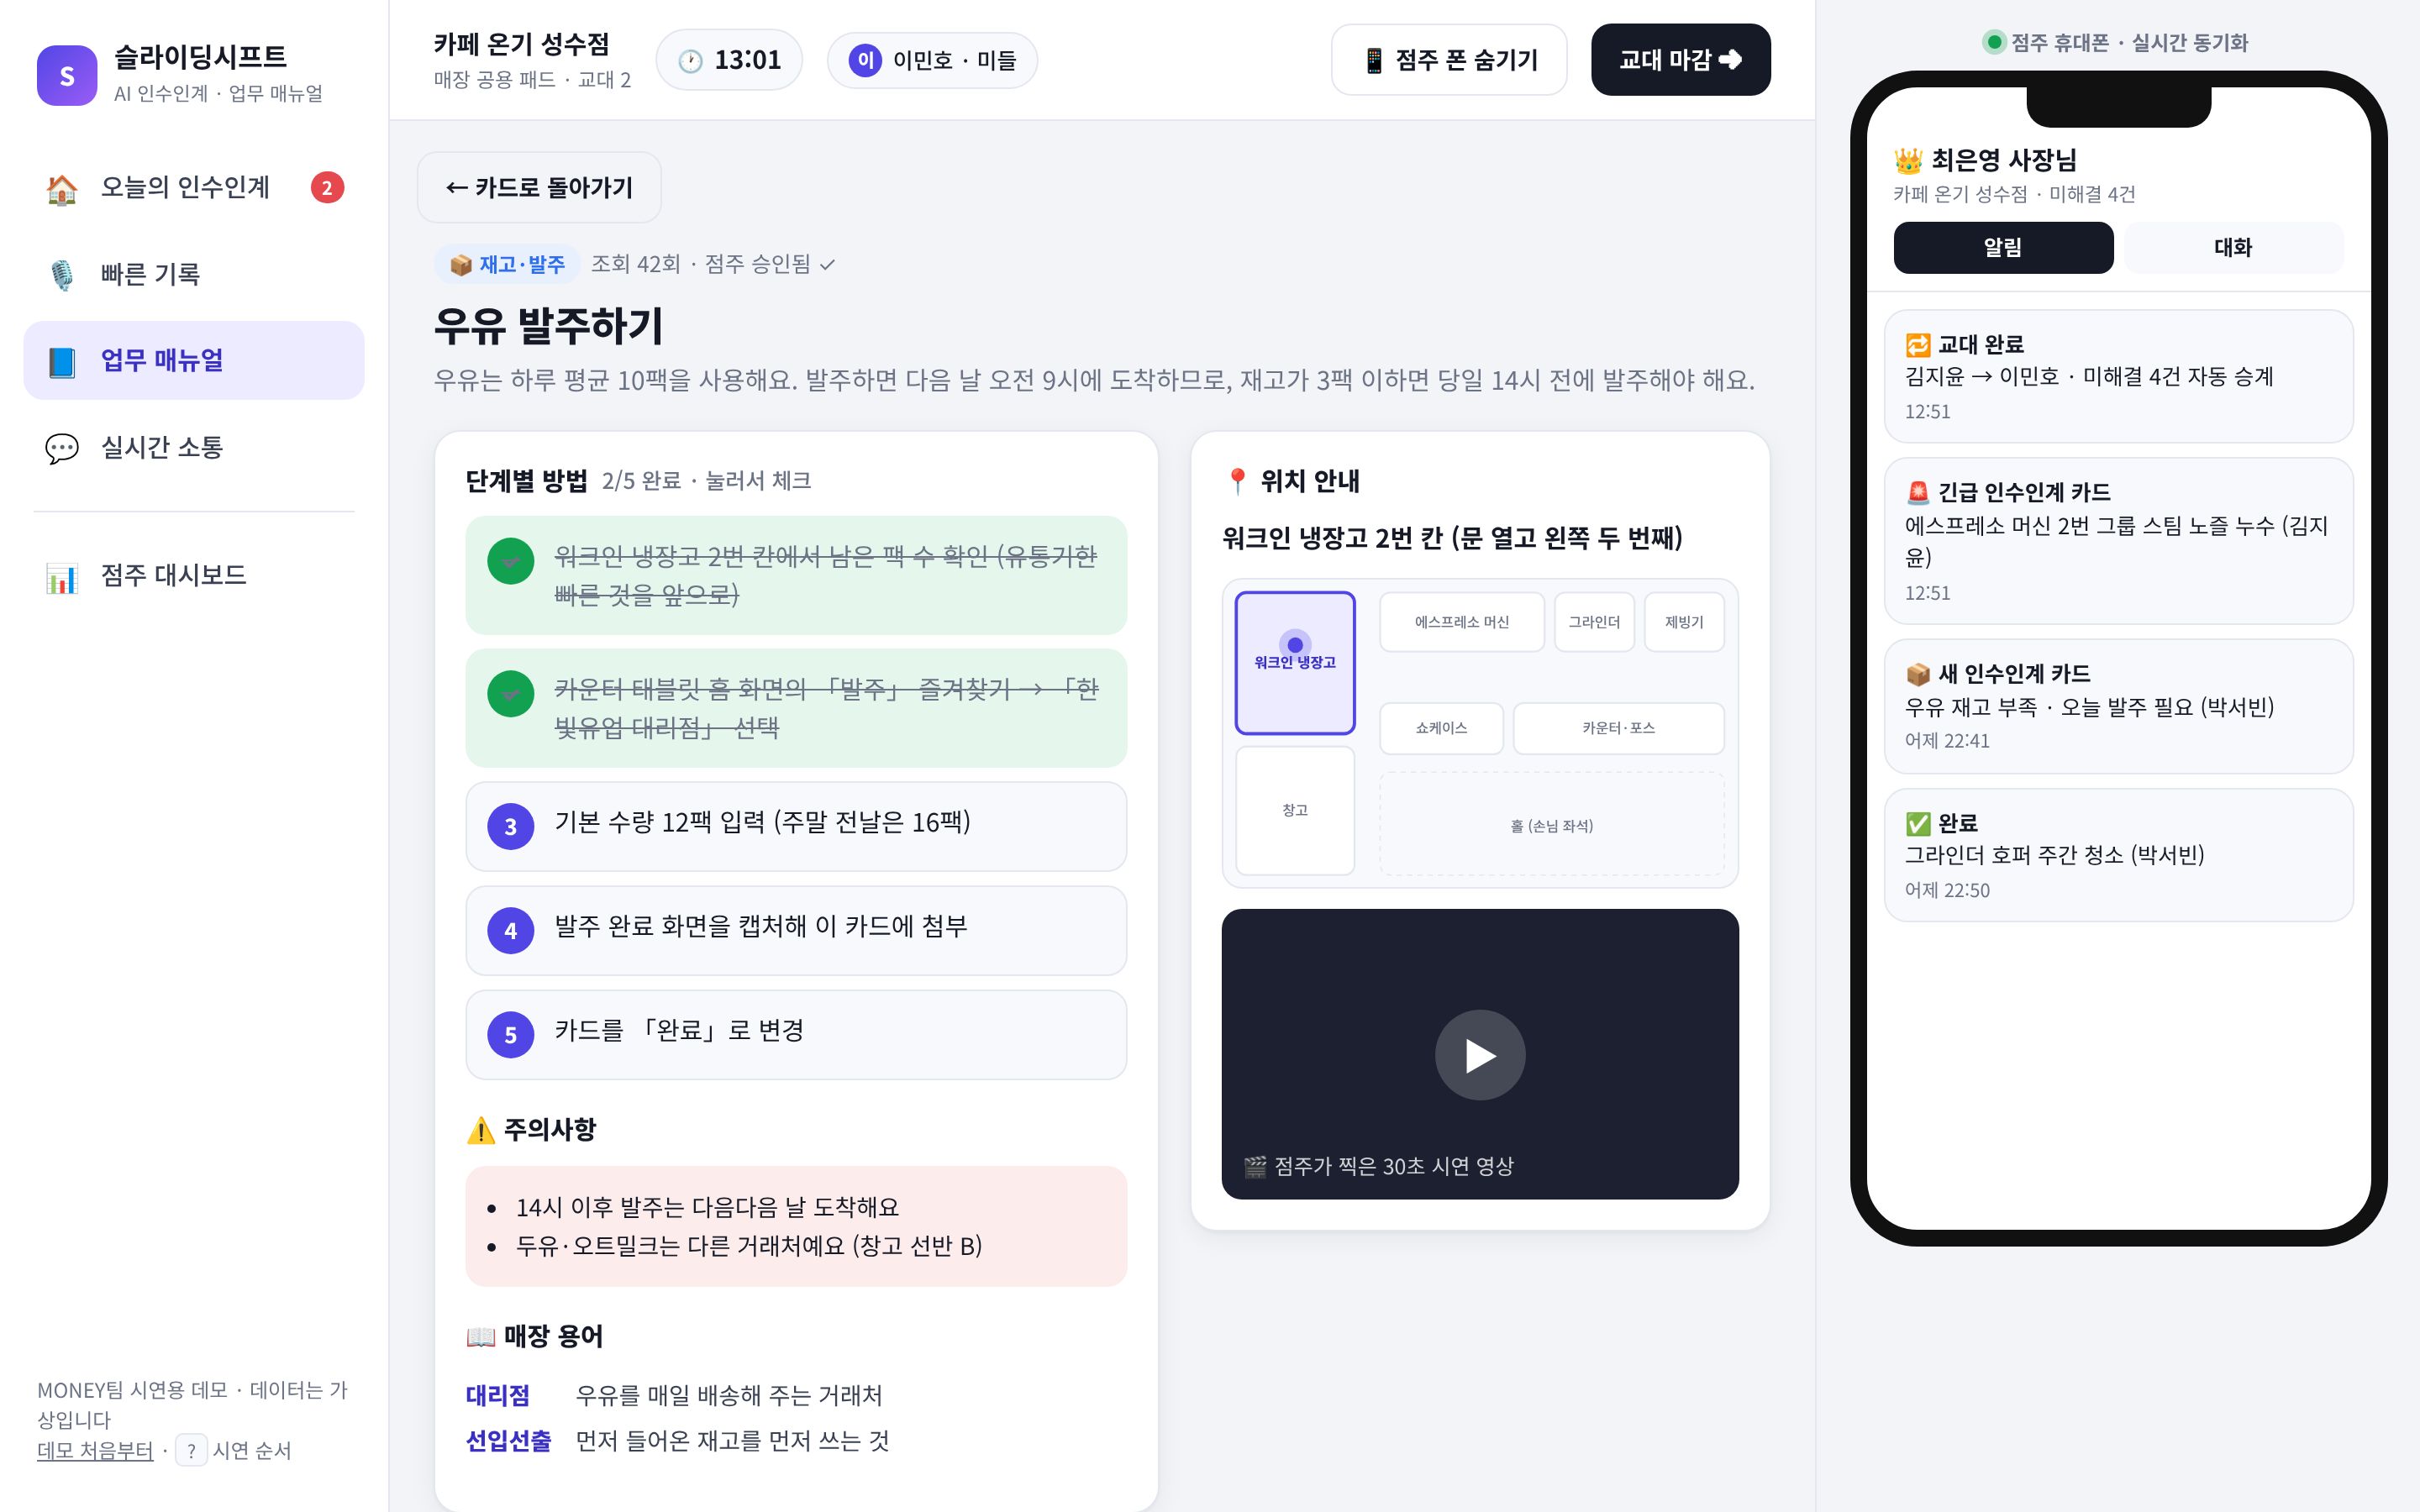 S
슬라이딩시프트
AI 인수인계 · 업무 매뉴얼
🏠 오늘의 인수인계 2
🎙️ 빠른 기록
📘 업무 매뉴얼
💬 실시간 소통
📊 점주 대시보드
MONEY팀 시연용 데모 · 데이터는 가
상입니다
데모 처음부터 · ? 시연 순서
카페 온기 성수점
매장 공용 패드 · 교대 2
🕐 13:01
이 이민호 · 미들
📱 점주 폰 숨기기
교대 마감 ➜
← 카드로 돌아가기
📦 재고·발주 조회 42회 · 점주 승인됨 ✓
우유 발주하기
우유는 하루 평균 10팩을 사용해요. 발주하면 다음 날 오전 9시에 도착하므로, 재고가 3팩 이하면 당일 14시 전에 발주해야 해요.
단계별 방법 2/5 완료 · 눌러서 체크
✓ 워크인 냉장고 2번 칸에서 남은 팩 수 확인 (유통기한
빠른 것을 앞으로)
✓ 카운터 태블릿 홈 화면의 「발주」 즐겨찾기 → 「한
빛유업 대리점」 선택
3 기본 수량 12팩 입력 (주말 전날은 16팩)
4 발주 완료 화면을 캡처해 이 카드에 첨부
5 카드를 「완료」로 변경
⚠️ 주의사항
• 14시 이후 발주는 다음다음 날 도착해요
• 두유·오트밀크는 다른 거래처예요 (창고 선반 B)
📖 매장 용어
대리점 우유를 매일 배송해 주는 거래처
선입선출 먼저 들어온 재고를 먼저 쓰는 것
📍 위치 안내
워크인 냉장고 2번 칸 (문 열고 왼쪽 두 번째)
워크인 냉장고
에스프레소 머신
그라인더
제빙기
쇼케이스
카운터·포스
창고
홀 (손님 좌석)
🎬 점주가 찍은 30초 시연 영상
점주 휴대폰 · 실시간 동기화
👑 최은영 사장님
카페 온기 성수점 · 미해결 4건
알림
대화
🔁 교대 완료
김지윤 → 이민호 · 미해결 4건 자동 승계
12:51
🚨 긴급 인수인계 카드
에스프레소 머신 2번 그룹 스팀 노즐 누수 (김지
윤)
12:51
📦 새 인수인계 카드
우유 재고 부족 · 오늘 발주 필요 (박서빈)
어제 22:41
✅ 완료
그라인더 호퍼 주간 청소 (박서빈)
어제 22:50